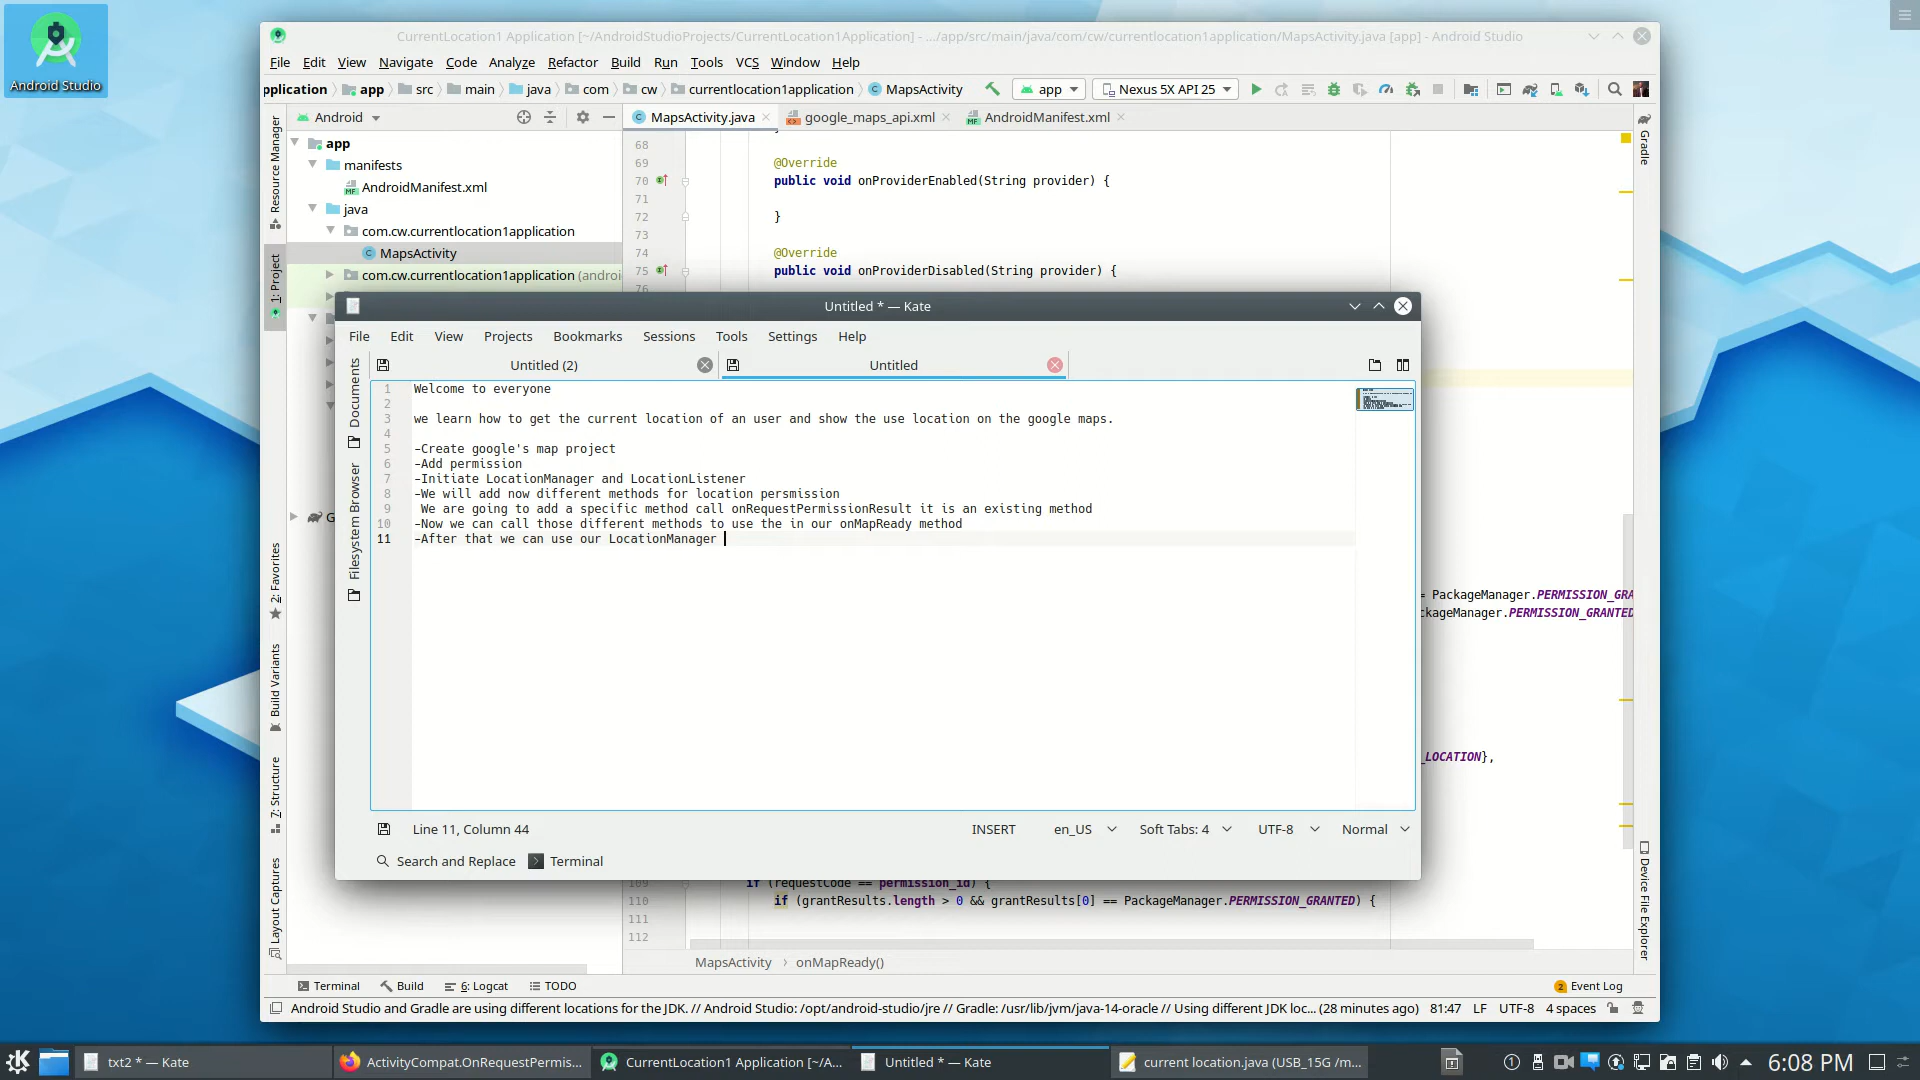 Android Studio
CurrentLocation1 Application [~/AndroidStudioProjects/CurrentLocation1Application] - .../app/src/main/java/com/cw/currentlocation1application/MapsActivity.java [app] - Android Studio
File Edit View Navigate Code Analyze Refactor Build Run Tools VCS Window Help
pplication app src main java com cw currentlocation1application MapsActivity app Nexus 5X API 25
Android
MapsActivity.java google_maps_api.xml AndroidManifest.xml
Resource Manager
1: Project
2: Favorites
Build Variants
7: Structure
Layout Captures
app
manifests
AndroidManifest.xml
java
com.cw.currentlocation1application
MapsActivity
com.cw.currentlocation1application (androi
G
68
69 @Override
70 public void onProviderEnabled(String provider) {
71
72 }
73
74 @Override
75 public void onProviderDisabled(String provider) {
76
Gradle
Device File Explorer
Untitled * — Kate
File Edit View Projects Bookmarks Sessions Tools Settings Help
Untitled (2) Untitled
Documents
Filesystem Browser
1 Welcome to everyone
2
3 we learn how to get the current location of an user and show the use location on the google maps.
4
5 -Create google's map project
6 -Add permission
7 -Initiate LocationManager and LocationListener
8 -We will add now different methods for location persmission
9 We are going to add a specific method call onRequestPermissionResult it is an existing method
10 -Now we can call those different methods to use the in our onMapReady method
11 -After that we can use our LocationManager
Line 11, Column 44 INSERT en_US Soft Tabs: 4 UTF-8 Normal
Search and Replace Terminal
= PackageManager.PERMISSION_GRA
ckageManager.PERMISSION_GRANTED
_LOCATION},
109 if (requestCode == permission_id) {
110 if (grantResults.length > 0 && grantResults[0] == PackageManager.PERMISSION_GRANTED) {
111
112
MapsActivity onMapReady()
Terminal Build 6: Logcat TODO 2 Event Log
Android Studio and Gradle are using different locations for the JDK. // Android Studio: /opt/android-studio/jre // Gradle: /usr/lib/jvm/java-14-oracle // Using different JDK loc... (28 minutes ago) 81:47 LF UTF-8 4 spaces
txt2 * — Kate ActivityCompat.OnRequestPermis... CurrentLocation1 Application [~/A... Untitled * — Kate current location.java (USB_15G /m... 6:08 PM